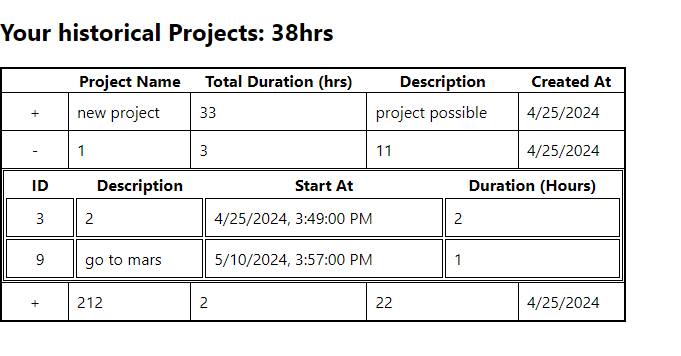 Your historical Projects: 38hrs
Project Name Total Duration (hrs) Description Created At
+ new project 33 project possible 4/25/2024
- 1 3 11 4/25/2024
ID Description Start At Duration (Hours)
3 2 4/25/2024, 3:49:00 PM 2
9 go to mars 5/10/2024, 3:57:00 PM 1
+ 212 2 22 4/25/2024